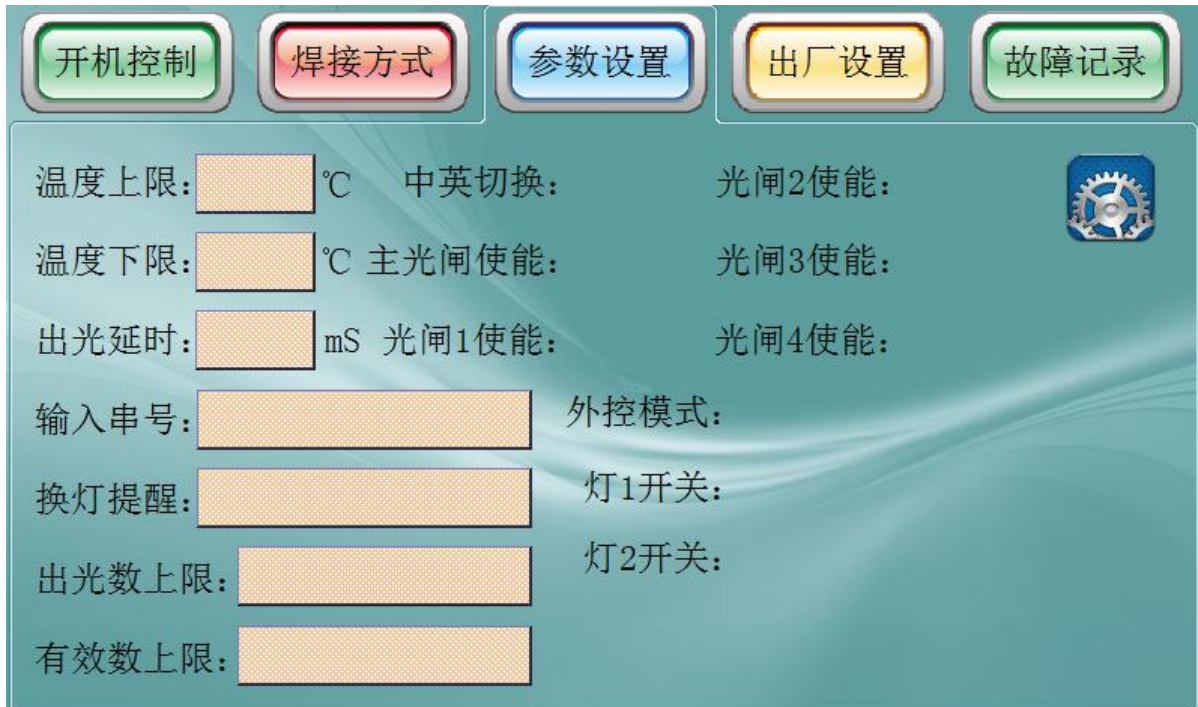 开机控制 焊接方式 参数设置 出厂设置 故障记录
温度上限： ℃ 中英切换： 光闸2使能：
温度下限： ℃ 主光闸使能： 光闸3使能：
出光延时： mS 光闸1使能： 光闸4使能：
输入串号： 外控模式：
换灯提醒： 灯1开关：
出光数上限： 灯2开关：
有效数上限：